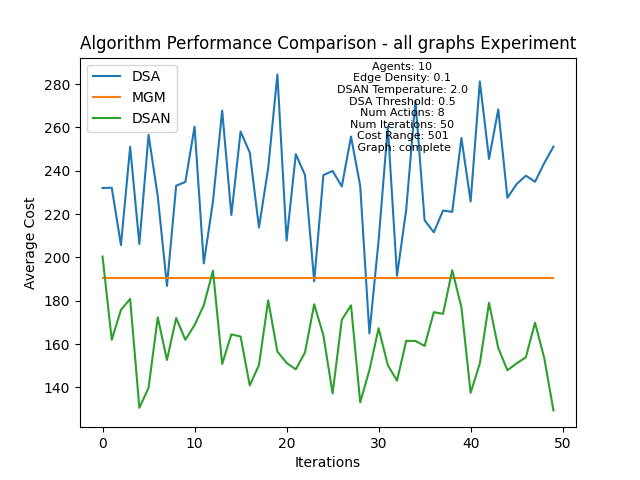 Algorithm Performance Comparison - all graphs Experiment
DSA
MGM
DSAN
Agents: 10
Edge Density: 0.1
DSAN Temperature: 2.0
DSA Threshold: 0.5
Num Actions: 8
Num Iterations: 50
Cost Range: 501
Graph: complete
Average Cost
280
260
240
220
200
180
160
140
0 10 20 30 40 50
Iterations